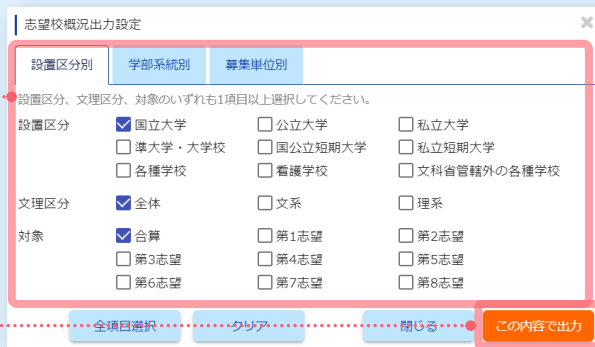 志望校概況出力設定
設置区分別 学部系統別 募集単位別
設置区分、文理区分、対象のいずれも1項目以上選択してください。
設置区分 国立大学 公立大学 私立大学
準大学・大学校 国公立短期大学 私立短期大学
各種学校 看護学校 文科省管轄外の各種学校
文理区分 全体 文系 理系
対象 合算 第1志望 第2志望
第3志望 第4志望 第5志望
第6志望 第7志望 第8志望
全項目選択 クリア 閉じる この内容で出力